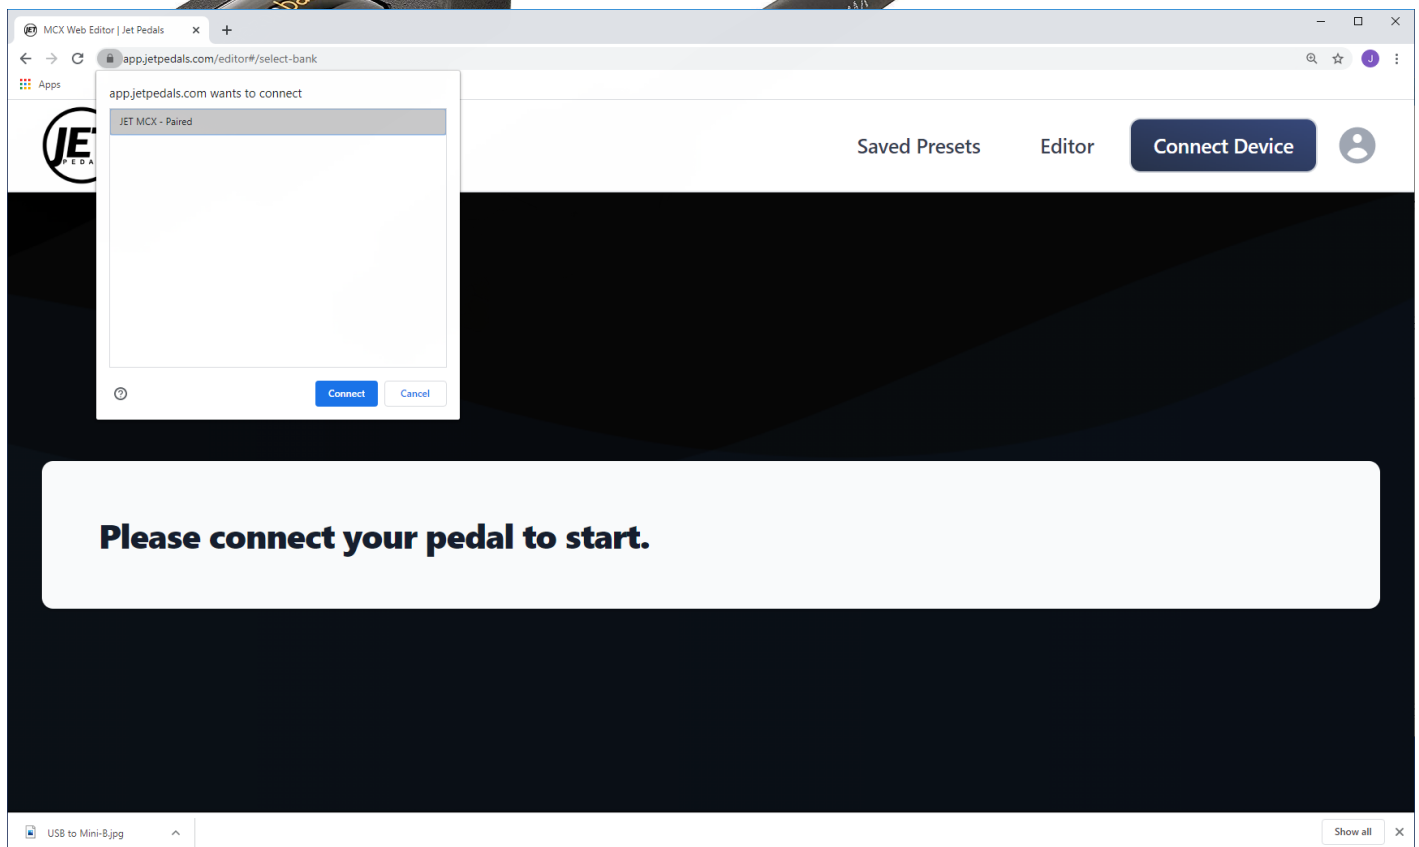 MCX Web Editor | Jet Pedals
app.jetpedals.com/editor#/select-bank
J
Apps
app.jetpedals.com wants to connect
JET MCX - Paired
Connect
Cancel
JET
PEDA
Saved Presets
Editor
Connect Device
Please connect your pedal to start.
USB to Mini-B.jpg
Show all